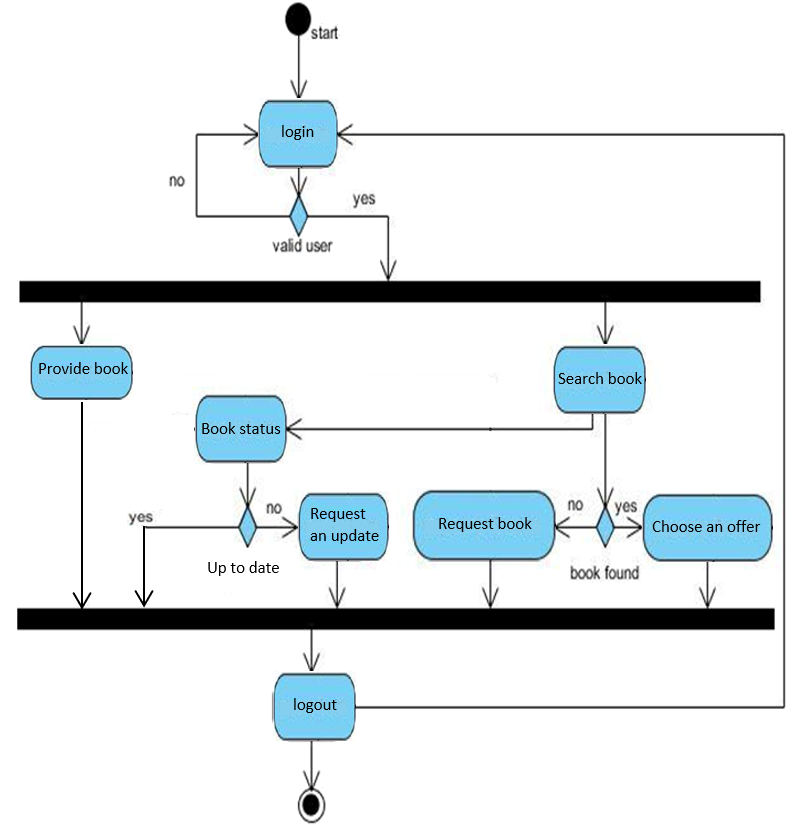 start
login
no
yes
valid user
Provide book
Search book
Book status
yes
no
Request
an update
Up to date
Request book
no
yes
Choose an offer
book found
logout